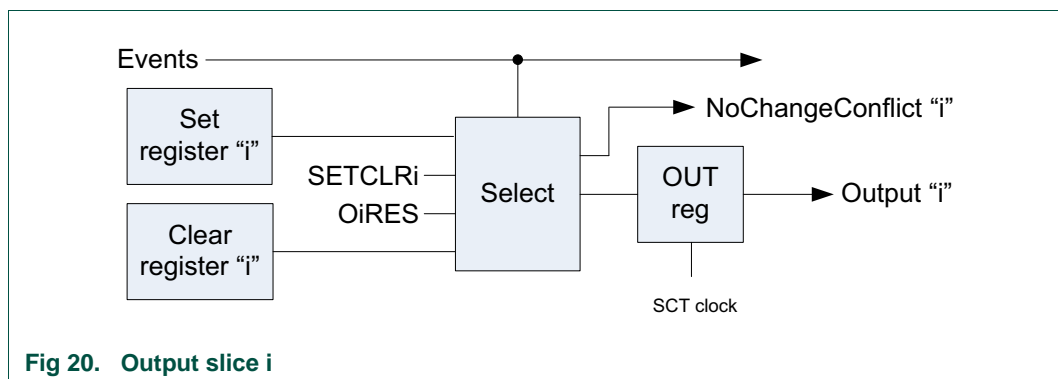 Events
Set
register “i”
NoChangeConflict “i”
SETCLRi
OiRES
Select
OUT
reg
Output “i”
Clear
register “i”
SCT clock
Fig 20. Output slice i